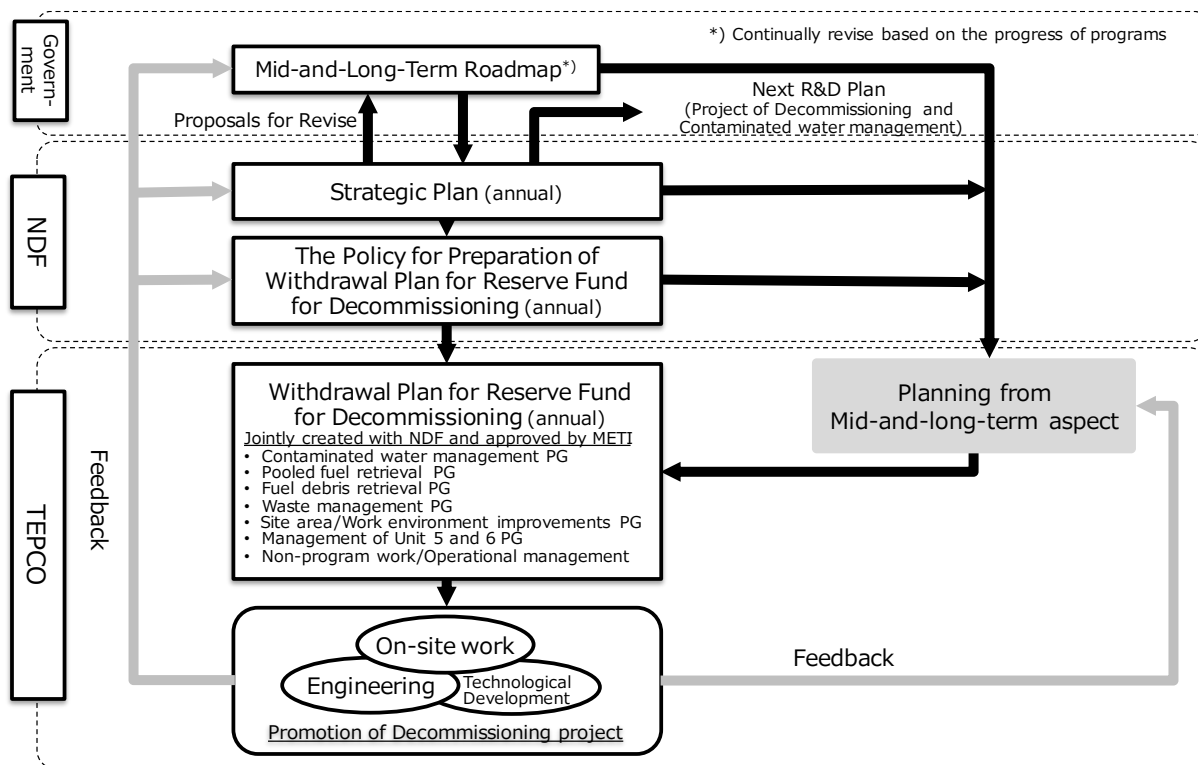 Govern-
ment
*) Continually revise based on the progress of programs
Mid-and-Long-Term Roadmap*)
Next R&D Plan
(Project of Decommissioning and
Contaminated water management)
Proposals for Revise
NDF
Strategic Plan (annual)
The Policy for Preparation of
Withdrawal Plan for Reserve Fund
for Decommissioning (annual)
TEPCO
Feedback
Withdrawal Plan for Reserve Fund
for Decommissioning (annual)
Jointly created with NDF and approved by METI
• Contaminated water management PG
• Pooled fuel retrieval PG
• Fuel debris retrieval PG
• Waste management PG
• Site area/Work environment improvements PG
• Management of Unit 5 and 6 PG
• Non-program work/Operational management
Planning from
Mid-and-long-term aspect
On-site work
Engineering
Technological
Development
Promotion of Decommissioning project
Feedback